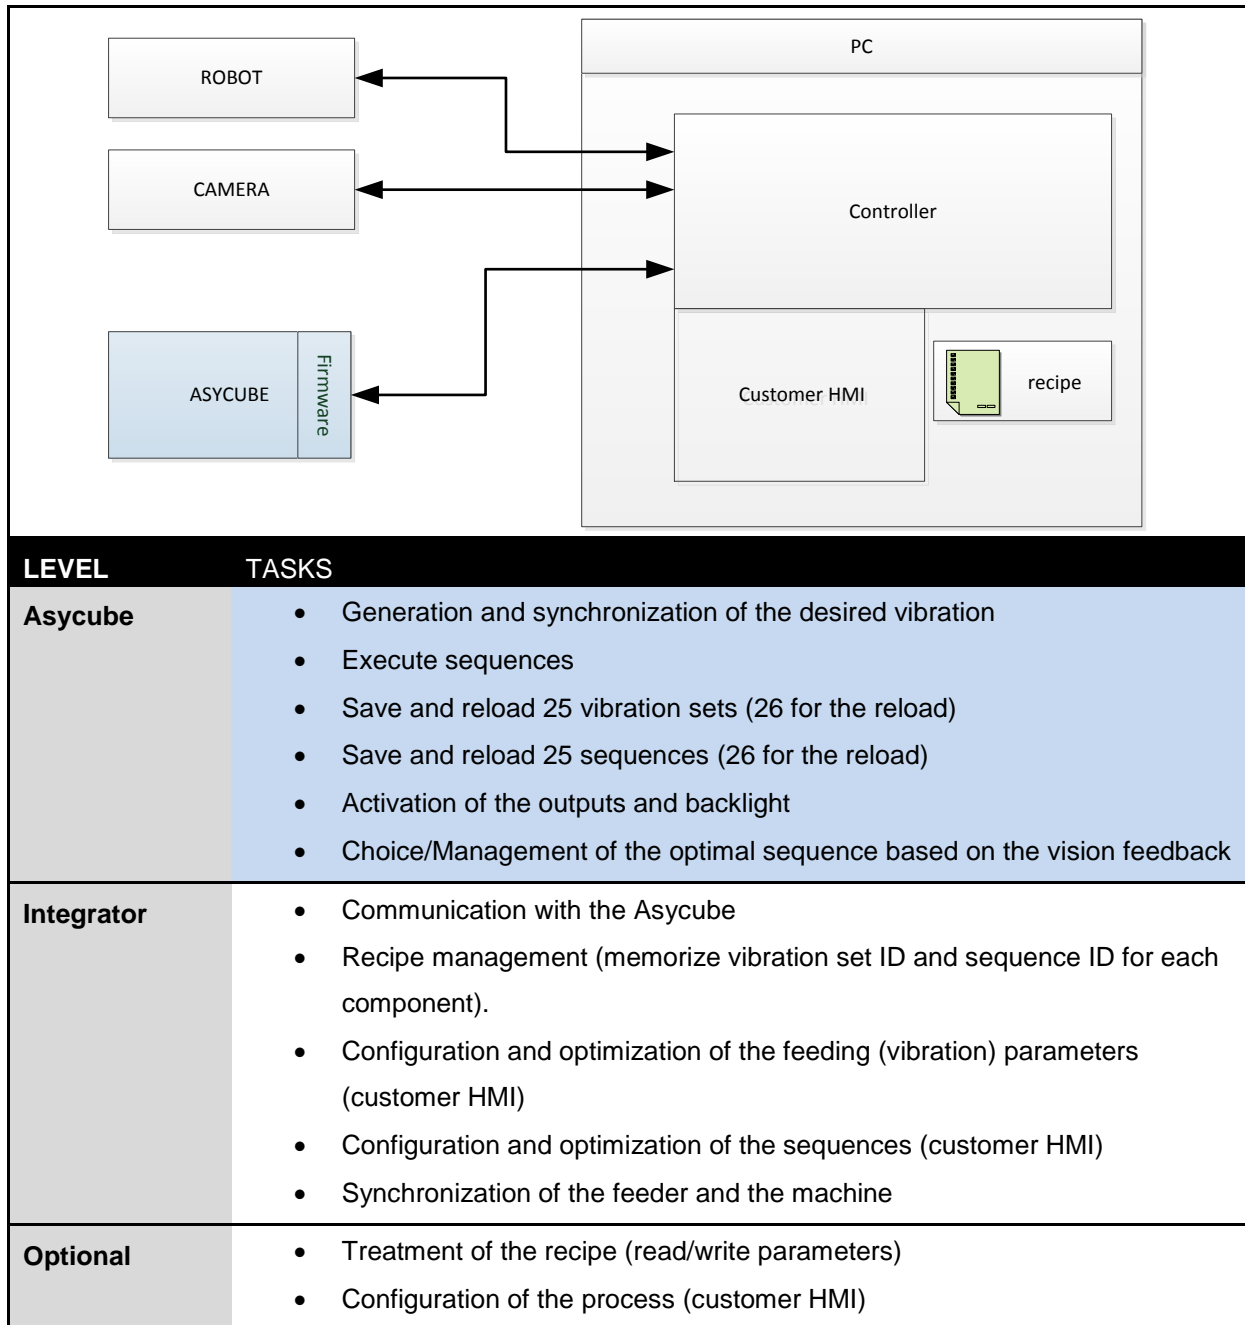 PC
ROBOT
CAMERA
Controller
ASYCUBE
Firmware
Customer HMI
recipe
LEVEL TASKS
Asycube
• Generation and synchronization of the desired vibration
• Execute sequences
• Save and reload 25 vibration sets (26 for the reload)
• Save and reload 25 sequences (26 for the reload)
• Activation of the outputs and backlight
• Choice/Management of the optimal sequence based on the vision feedback
Integrator
• Communication with the Asycube
• Recipe management (memorize vibration set ID and sequence ID for each
component).
• Configuration and optimization of the feeding (vibration) parameters
(customer HMI)
• Configuration and optimization of the sequences (customer HMI)
• Synchronization of the feeder and the machine
Optional
• Treatment of the recipe (read/write parameters)
• Configuration of the process (customer HMI)